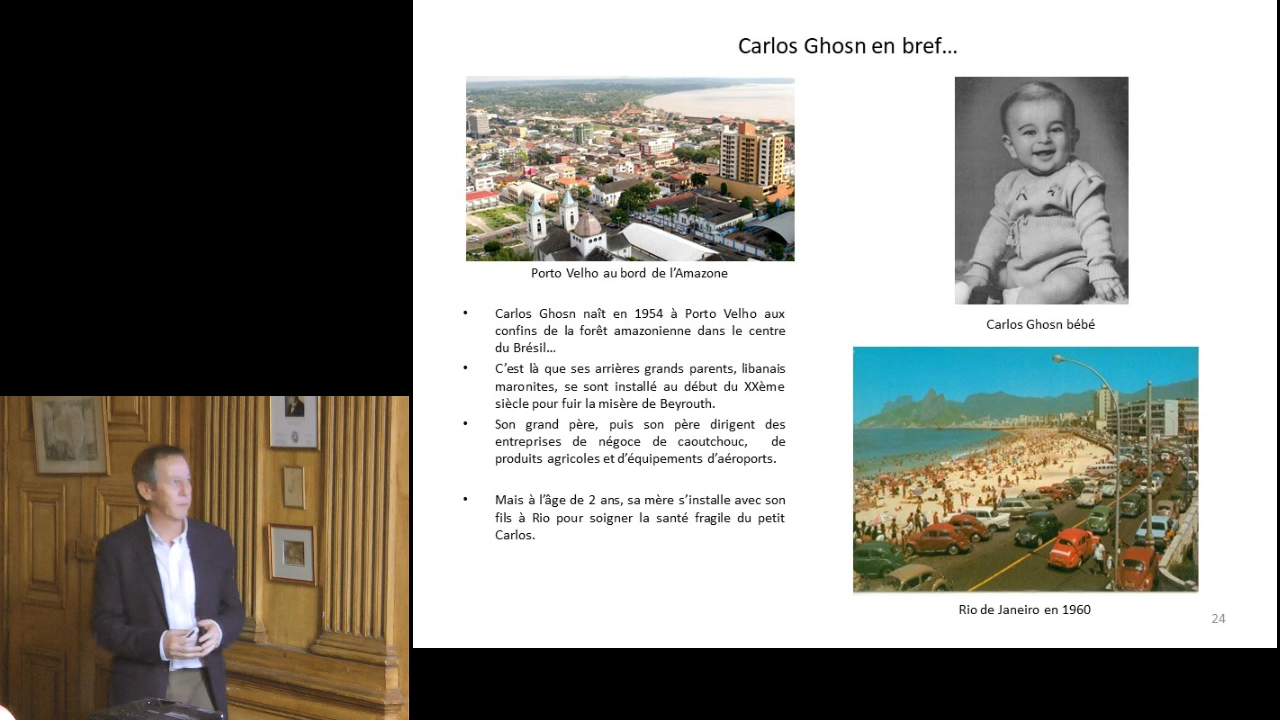 Carlos Ghosn en bref…
Porto Velho au bord de l’Amazone
• Carlos Ghosn naît en 1954 à Porto Velho aux
confins de la forêt amazonienne dans le centre
du Brésil…
• C’est là que ses arrières grands parents, libanais
maronites, se sont installé au début du XXème
siècle pour fuir la misère de Beyrouth.
• Son grand père, puis son père dirigent des
entreprises de négoce de caoutchouc, de
produits agricoles et d’équipements d’aéroports.
• Mais à l’âge de 2 ans, sa mère s’installe avec son
fils à Rio pour soigner la santé fragile du petit
Carlos.
Carlos Ghosn bébé
Rio de Janeiro en 1960
24